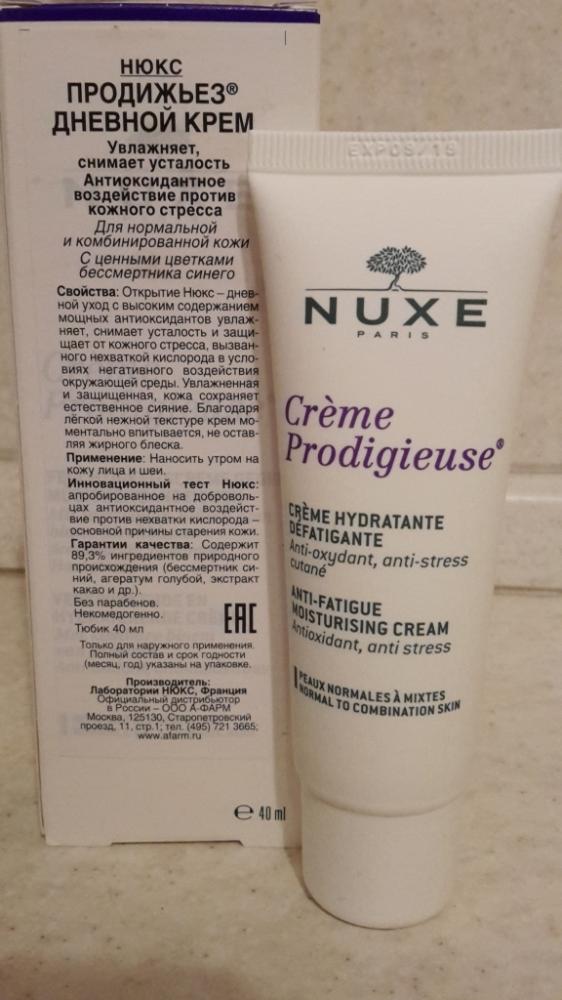 НЮКС
ПРОДИЖЬЕЗ®
ДНЕВНОЙ КРЕМ
Увлажняет,
снимает усталость
Антиоксидантное
воздействие против
кожного стресса
Для нормальной
и комбинированной кожи
С ценными цветками
бессмертника синего
Свойства: Открытие Нюкс – днев-
ной уход с высоким содержанием
мощных антиоксидантов увлаж-
няет, снимает усталость и защи-
щает от кожного стресса, вызван-
ного нехваткой кислорода в усло-
виях негативного воздействия
окружающей среды. Увлажненная
и защищенная, кожа сохраняет
естественное сияние. Благодаря
лёгкой нежной текстуре крем мо-
ментально впитывается, не остав-
ляя жирного блеска.
Применение: Наносить утром на
кожу лица и шеи.
Инновационный тест Нюкс:
апробированное на доброволь-
цах антиоксидантное воздейст-
вие против нехватки кислорода –
основной причины старения кожи.
Гарантии качества: Содержит
89,3% ингредиентов природного
происхождения (бессмертник си-
ний, агератум голубой, экстракт
какао и др.).
Без парабенов.
Некомедогенно.
Тюбик 40 мл
EAC
Только для наружного применения.
Полный состав и срок годности
(месяц, год) указаны на упаковке.
Производитель:
Лаборатории НЮКС, Франция
Официальный дистрибьютор
в России – ООО А-ФАРМ
Москва, 125130, Старопетровский
проезд, 11, стр.1; тел. (495) 721 3665;
www.afarm.ru
℮ 40 ml
EXP05/15
NUXE
PARIS
Crème
Prodigieuse®
CRÈME HYDRATANTE
DÉFATIGANTE
Anti-oxydant, anti-stress
cutané
ANTI-FATIGUE
MOISTURISING CREAM
Antioxidant, anti stress
PEAUX NORMALES À MIXTES
NORMAL TO COMBINATION SKIN